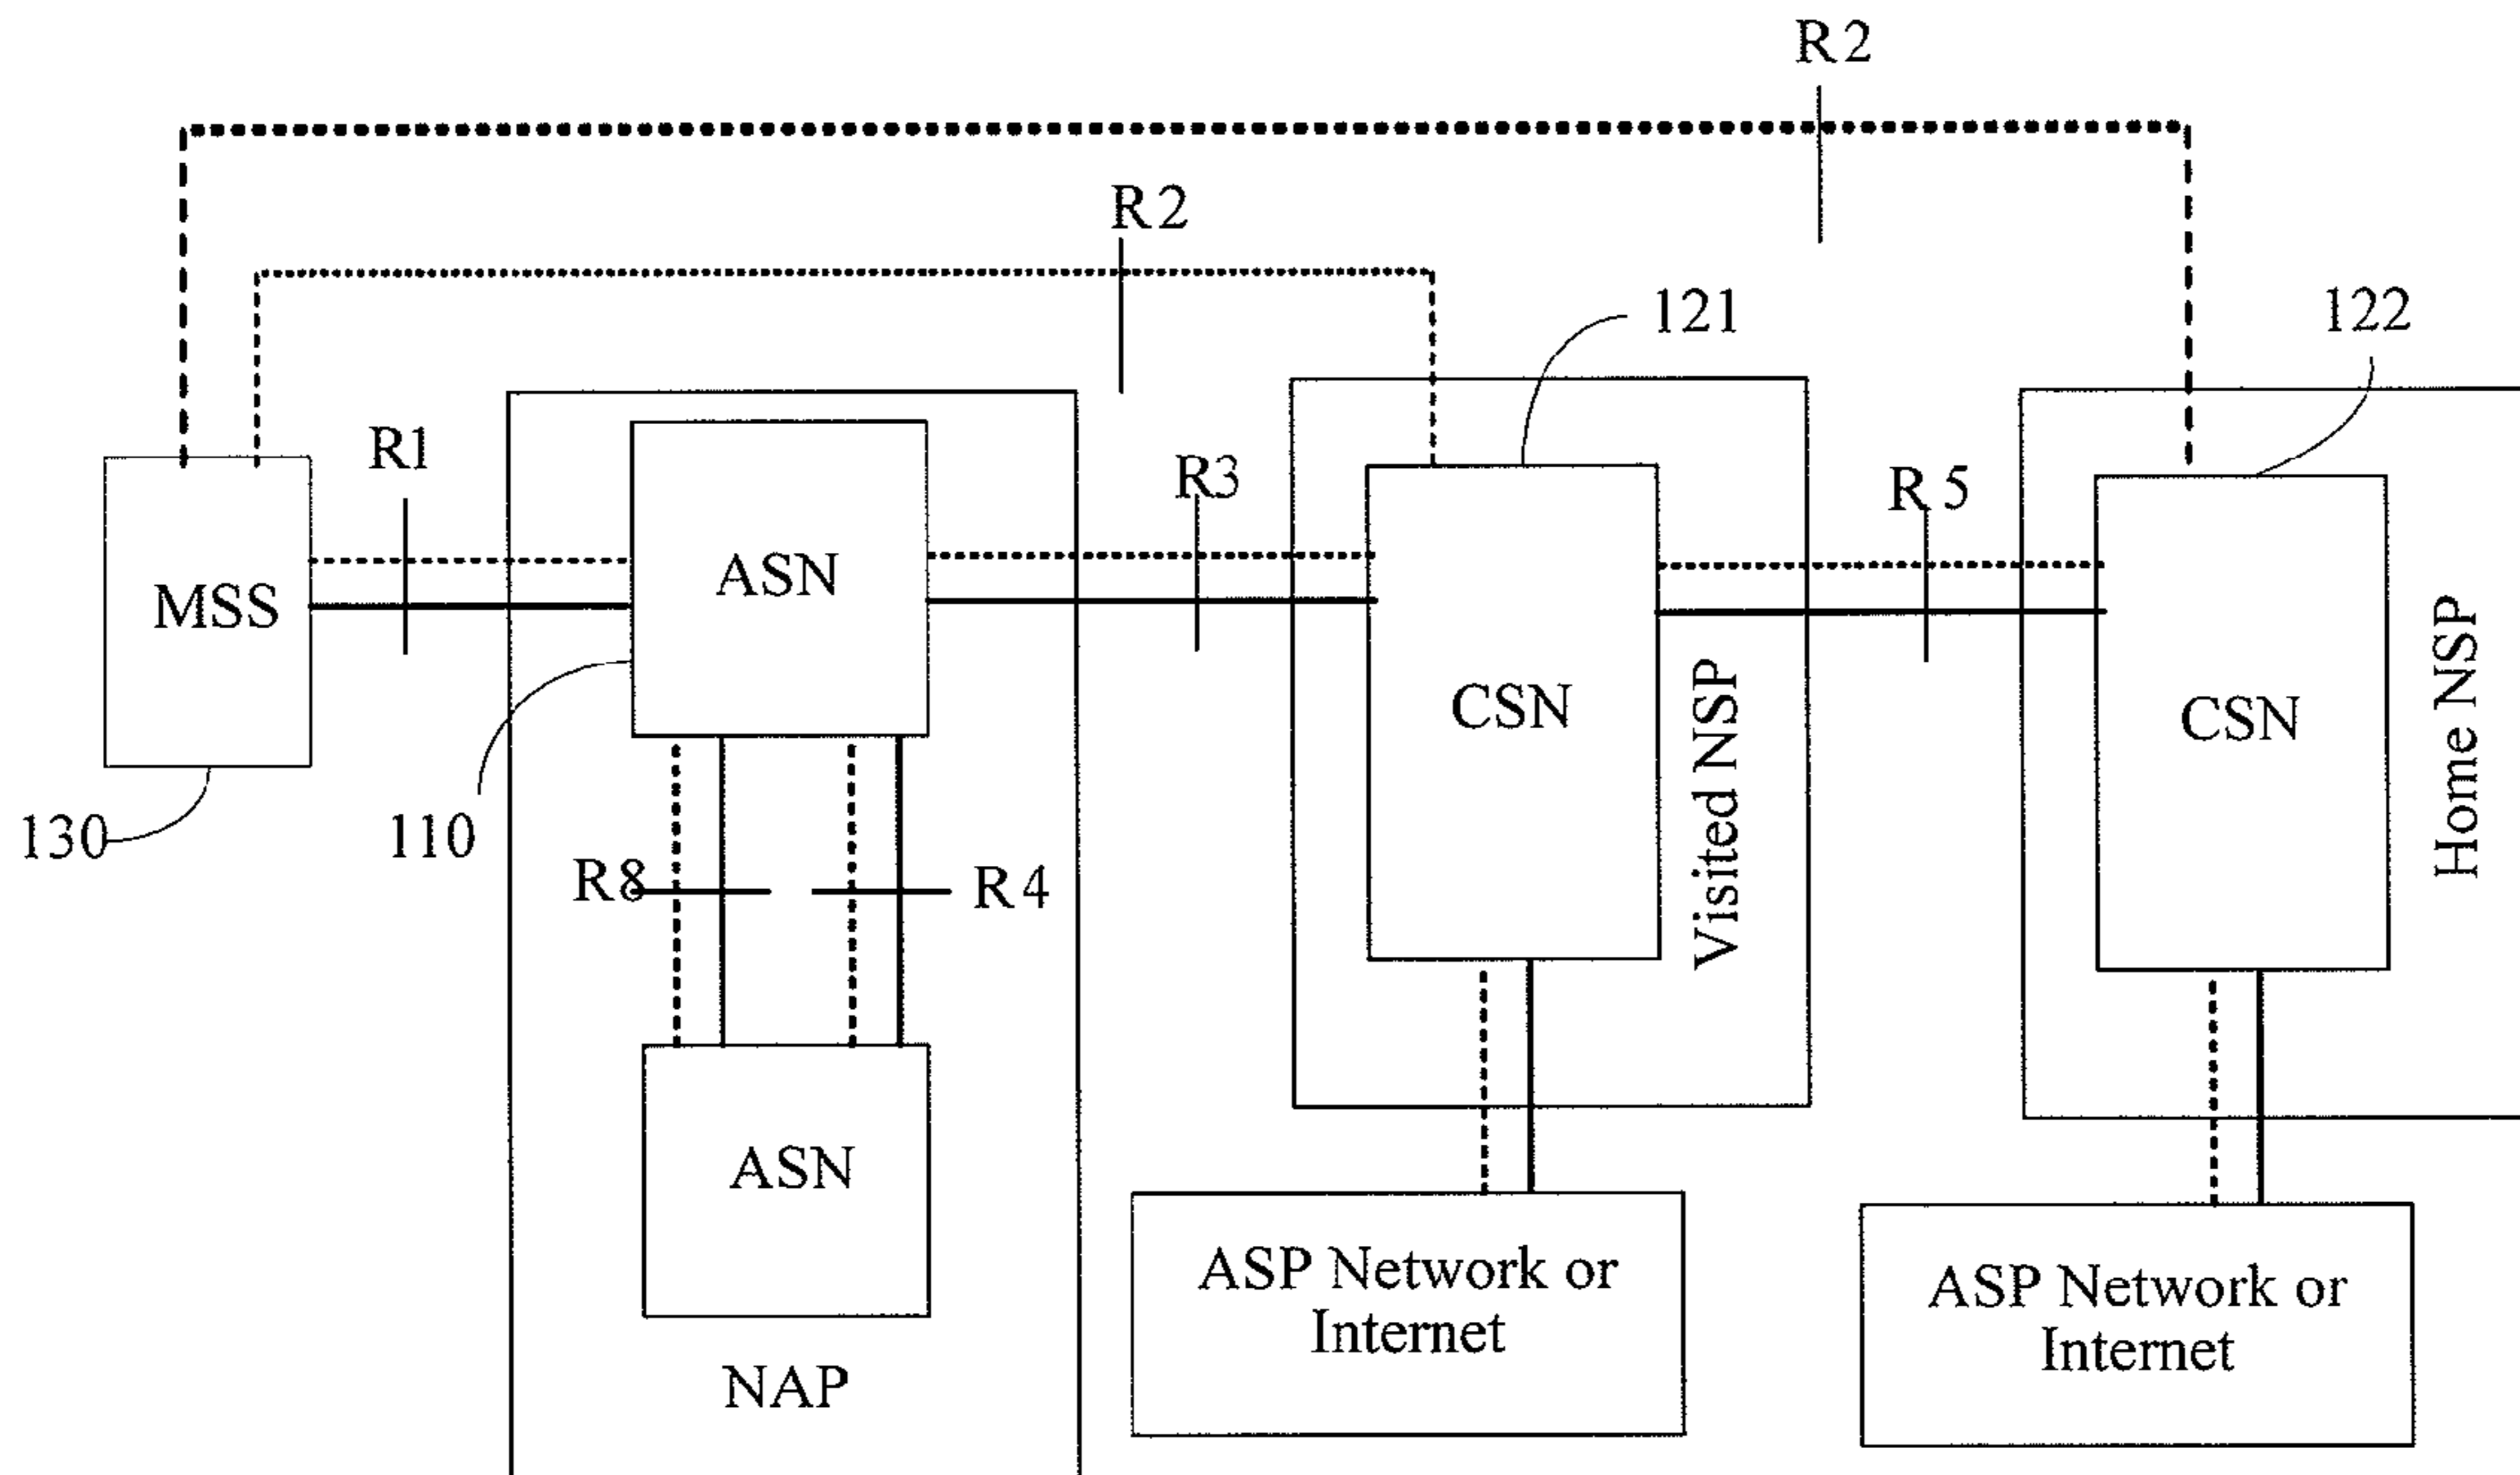 R2
R2
121
122
R1
R3
R5
MSS
ASN
CSN
Visited NSP
CSN
Home NSP
130
110
R8
R4
ASN
ASP Network or
Internet
ASP Network or
Internet
NAP